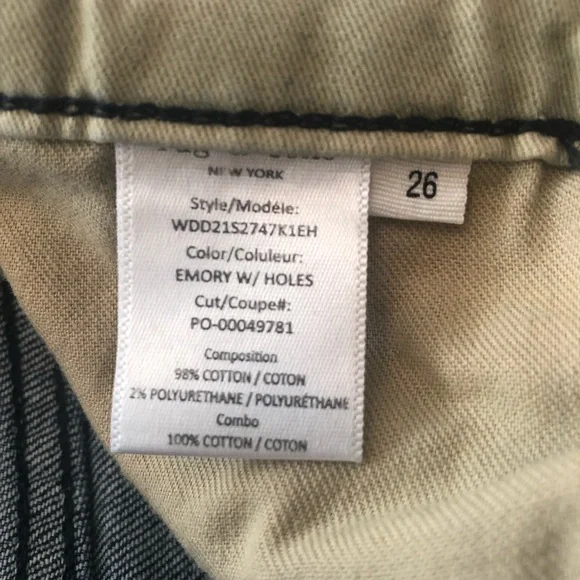 NEW YORK
26
Style/Modéle:
WDD21S2747K1EH
Color/Coluleur:
EMORY W/ HOLES
Cut/Coupe#:
PO-00049781
Composition
98% COTTON / COTON
2% POLYURETHANE / POLYURÉTHANE
Combo
100% COTTON / COTON